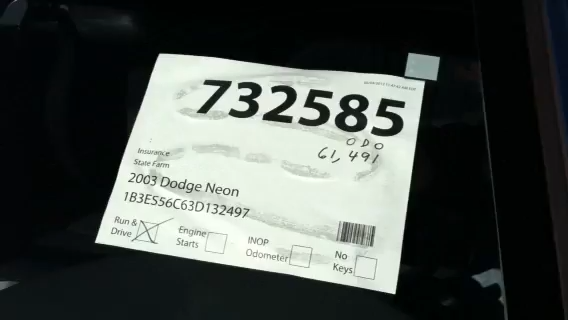 732585
ODO
61,491
Insurance
State Farm
2003 Dodge Neon
1B3ES56C63D132497
Run & Drive
Engine Starts
INOP Odometer
No Keys